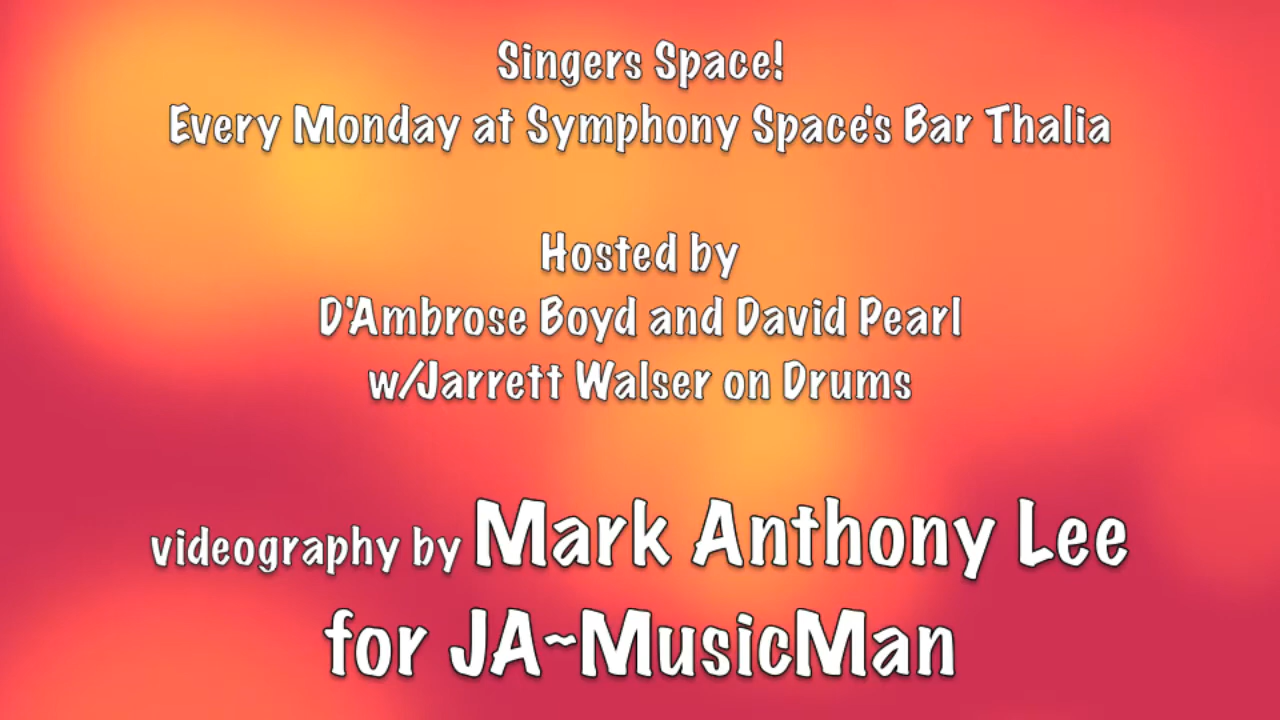 Singers Space!
Every Monday at Symphony Space's Bar Thalia
Hosted by
D'Ambrose Boyd and David Pearl
w/Jarrett Walser on Drums
videography by Mark Anthony Lee
for JA~MusicMan